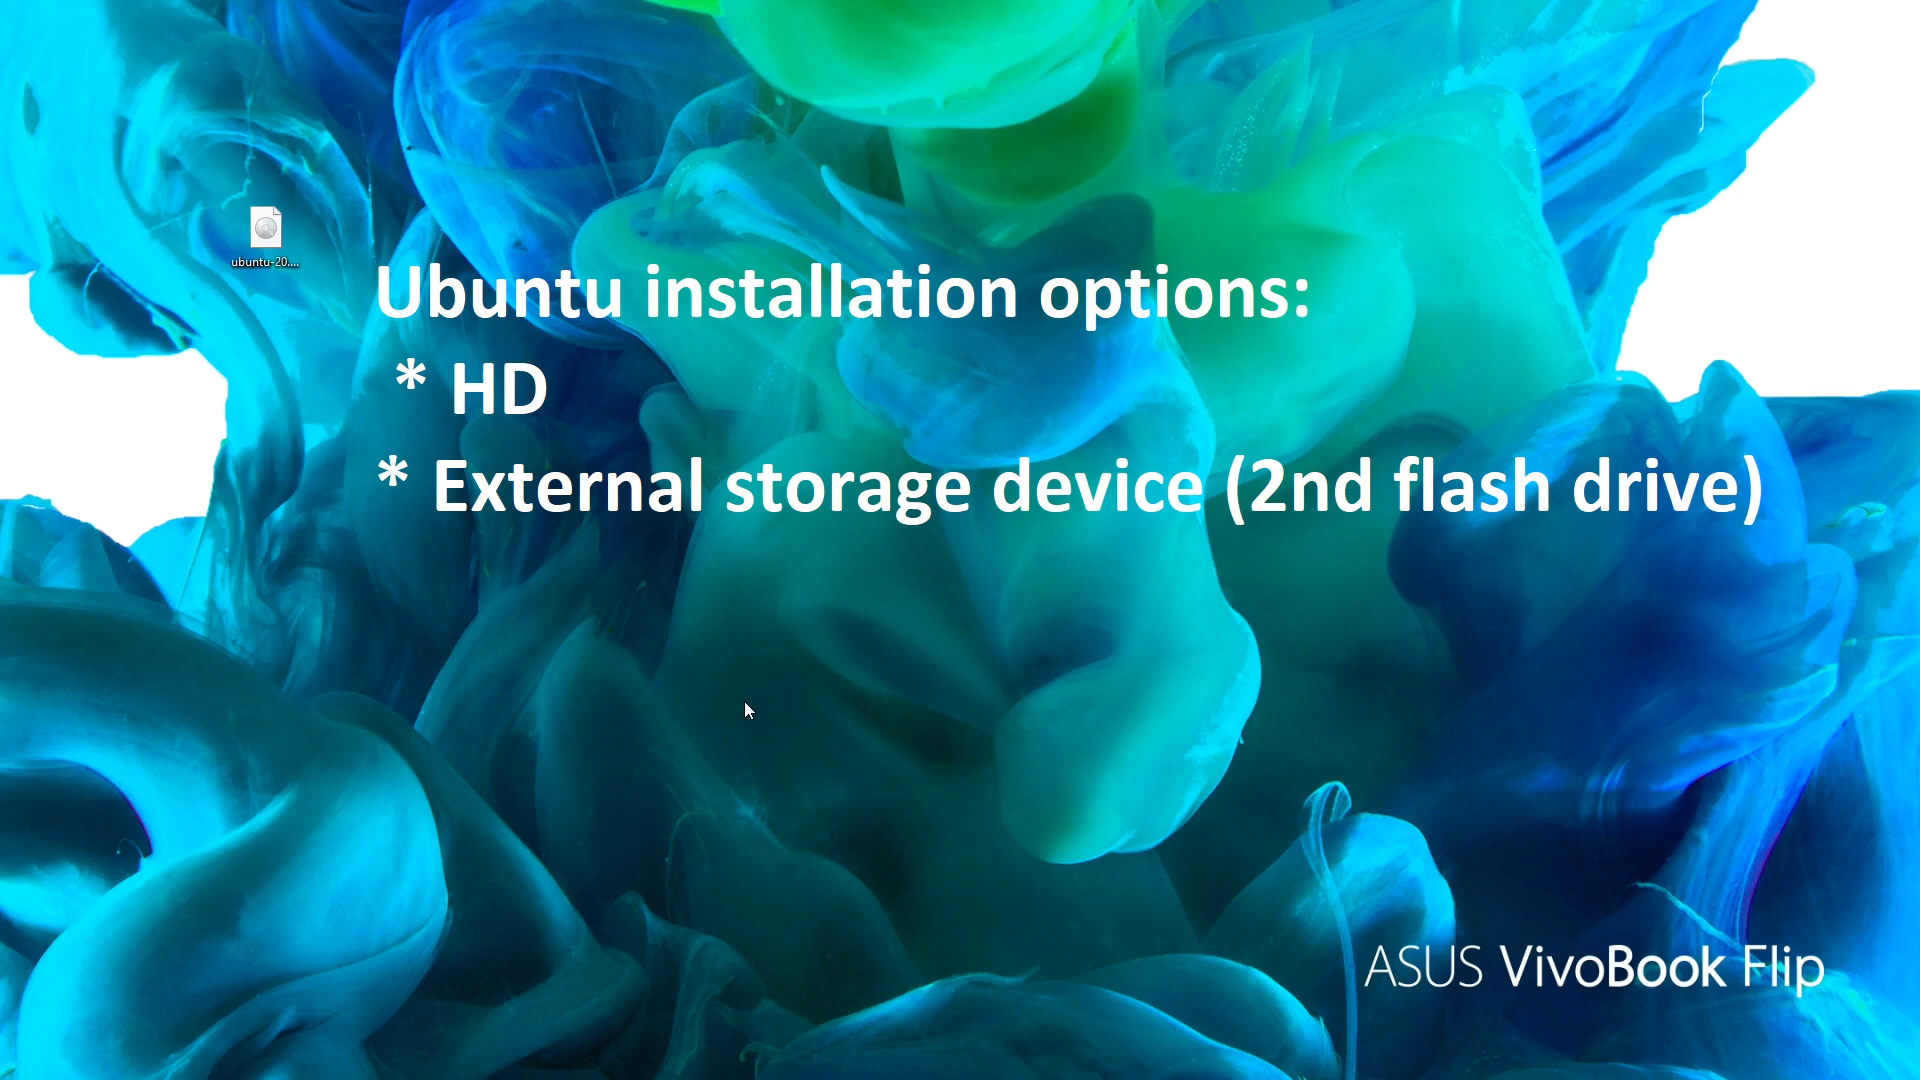 ubuntu-20....
Ubuntu installation options:
* HD
* External storage device (2nd flash drive)
ASUS VivoBook Flip